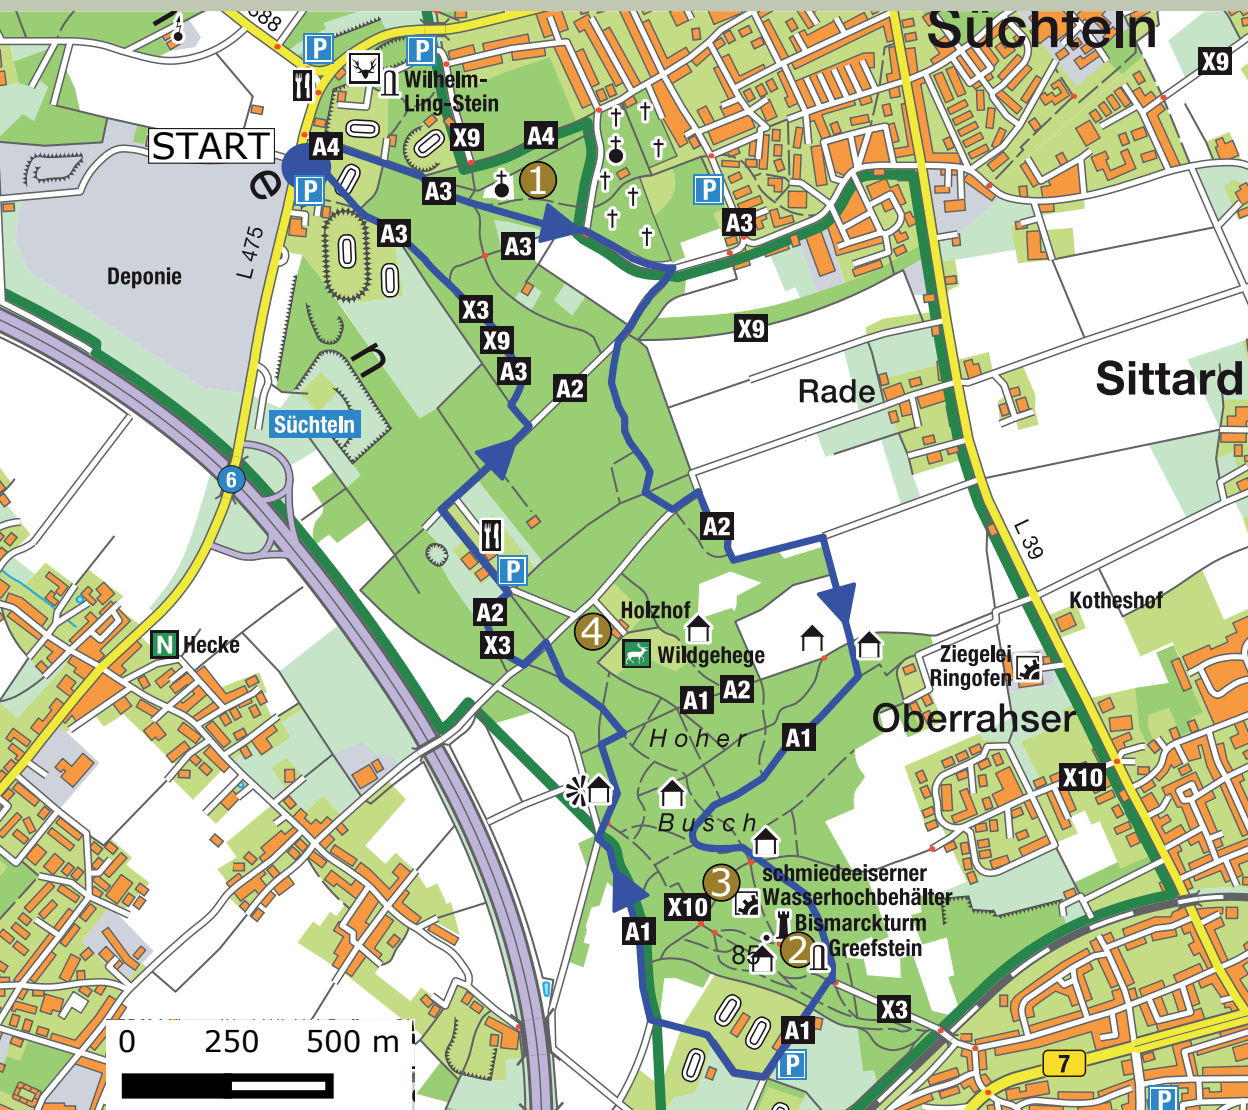 Süchteln
888
P
P
X9
Wilhelm-
Ling-Stein
START
A4
X9
A4
e
P
A3
1
P
A3
A3
A3
L 475
Deponie
X3
X9
X9
A3
A2
n
Rade
Sittard
Süchteln
6
A2
L 39
P
A2
Holzhof
Kotheshof
4
N Hecke
X3
Wildgehege
Ziegelei
Ringofen
A1
A2
Oberrahser
Hoher
A1
X10
Busch
3
schmiedeeiserner
Wasserhochbehälter
X10
Bismarckturm
A1
2
Greefstein
85
X3
A1
0 250 500 m
P
7
P